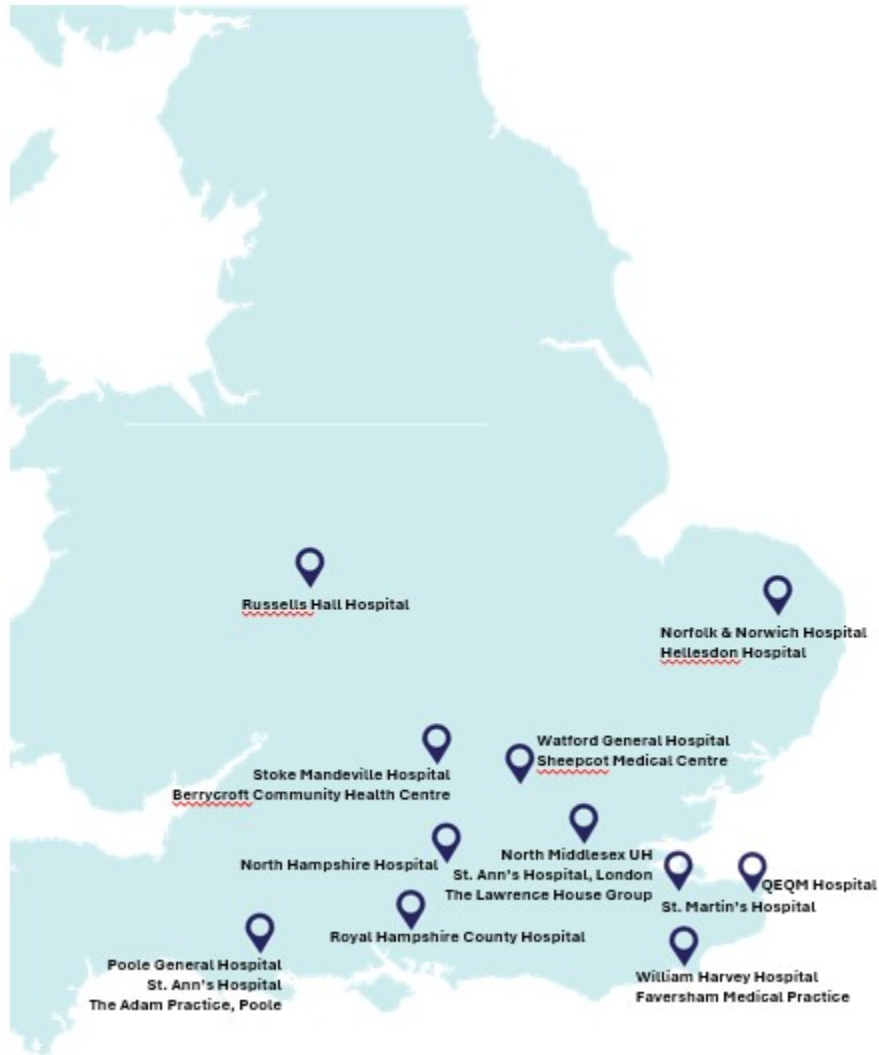 Russells Hall Hospital
Norfolk & Norwich Hospital
Hellesdon Hospital
Watford General Hospital
Sheepcot Medical Centre
Stoke Mandeville Hospital
Berrycroft Community Health Centre
North Middlesex UH
St. Ann's Hospital, London
The Lawrence House Group
North Hampshire Hospital
QEQM Hospital
St. Martin's Hospital
Royal Hampshire County Hospital
Poole General Hospital
St. Ann's Hospital
The Adam Practice, Poole
William Harvey Hospital
Faversham Medical Practice